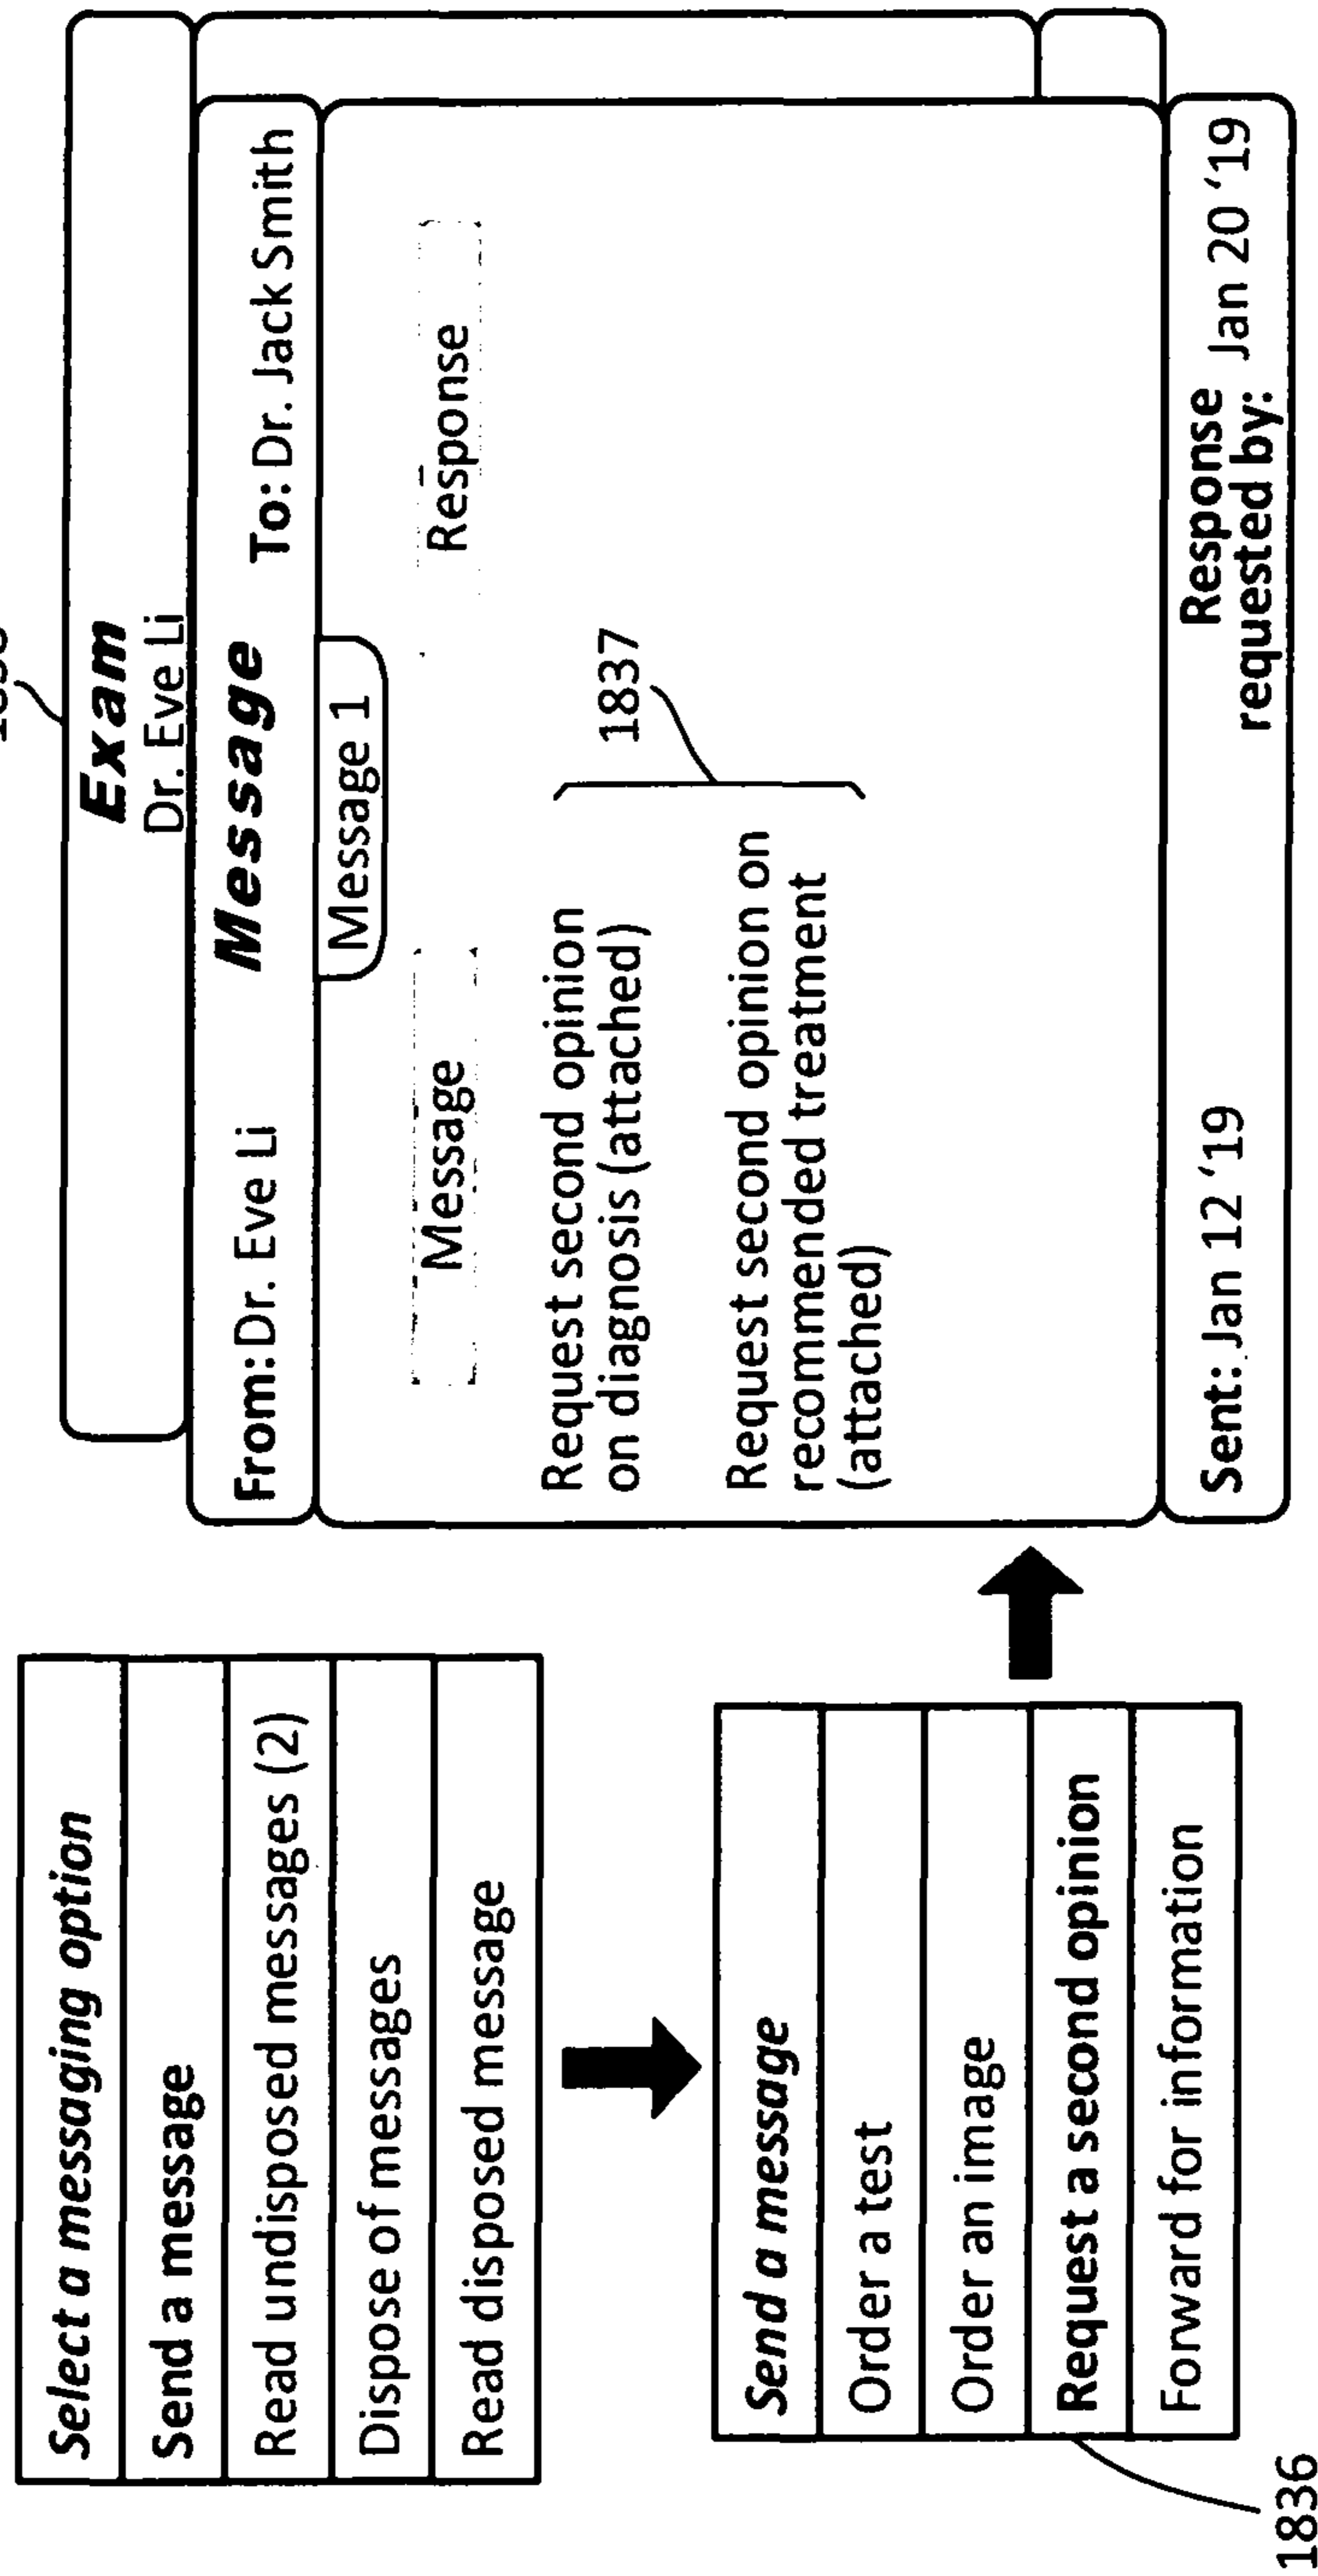 Select a messaging option
Send a message
Read undisposed messages (2)
Dispose of messages
Read disposed message
Send a message
Order a test
Order an image
Request a second opinion
Forward for information
1836
Exam
Dr. Eve Li
From: Dr. Eve Li
Message
To: Dr. Jack Smith
Message 1
Message
Response
Request second opinion
on diagnosis (attached)
Request second opinion on
recommended treatment
(attached)
1837
Sent: Jan 12 '19
Response
requested by:
Jan 20 '19